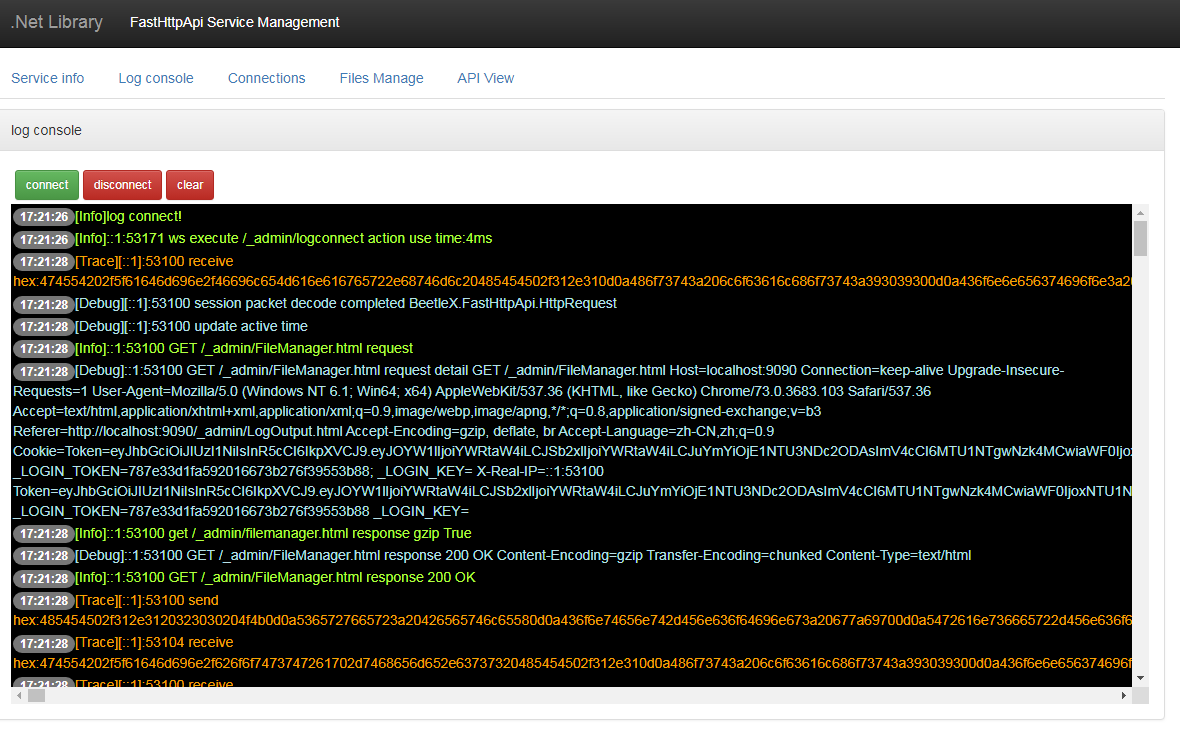 .Net Library FastHttpApi Service Management
Service info Log console Connections Files Manage API View
log console
connect disconnect clear
17:21:26 [Info]log connect!
17:21:26 [Info]::1:53171 ws execute /_admin/logconnect action use time:4ms
17:21:28 [Trace][::1]:53100 receive
hex:474554202f5f61646d696e2f46696c654d616e616765722e68746d6c20485454502f312e310d0a486f73743a206c6f63616c686f73743a393039300d0a436f6e6e656374696f6e3a20
17:21:28 [Debug][::1]:53100 session packet decode completed BeetleX.FastHttpApi.HttpRequest
17:21:28 [Debug][::1]:53100 update active time
17:21:28 [Info]::1:53100 GET /_admin/FileManager.html request
17:21:28 [Debug]::1:53100 GET /_admin/FileManager.html request detail GET /_admin/FileManager.html Host=localhost:9090 Connection=keep-alive Upgrade-Insecure-
Requests=1 User-Agent=Mozilla/5.0 (Windows NT 6.1; Win64; x64) AppleWebKit/537.36 (KHTML, like Gecko) Chrome/73.0.3683.103 Safari/537.36
Accept=text/html,application/xhtml+xml,application/xml;q=0.9,image/webp,image/apng,*/*;q=0.8,application/signed-exchange;v=b3
Referer=http://localhost:9090/_admin/LogOutput.html Accept-Encoding=gzip, deflate, br Accept-Language=zh-CN,zh;q=0.9
Cookie=Token=eyJhbGciOiJIUzI1NiIsInR5cCI6IkpXVCJ9.eyJOYW1lIjoiYWRtaW4iLCJSb2xlIjoiYWRtaW4iLCJuYmYiOjE1NTU3NDc2ODAsImV4cCI6MTU1NTgwNzk4MCwiaWF0Ijox
_LOGIN_TOKEN=787e33d1fa592016673b276f39553b88; _LOGIN_KEY= X-Real-IP=::1:53100
Token=eyJhbGciOiJIUzI1NiIsInR5cCI6IkpXVCJ9.eyJOYW1lIjoiYWRtaW4iLCJSb2xlIjoiYWRtaW4iLCJuYmYiOjE1NTU3NDc2ODAsImV4cCI6MTU1NTgwNzk4MCwiaWF0IjoxNTU1N
_LOGIN_TOKEN=787e33d1fa592016673b276f39553b88 _LOGIN_KEY=
17:21:28 [Info]::1:53100 get /_admin/filemanager.html response gzip True
17:21:28 [Debug]::1:53100 GET /_admin/FileManager.html response 200 OK Content-Encoding=gzip Transfer-Encoding=chunked Content-Type=text/html
17:21:28 [Info]::1:53100 GET /_admin/FileManager.html response 200 OK
17:21:28 [Trace][::1]:53100 send
hex:485454502f312e3120323030204f4b0d0a5365727665723a20426565746c65580d0a436f6e74656e742d456e636f64696e673a20677a69700d0a5472616e736665722d456e636f6
17:21:28 [Trace][::1]:53104 receive
hex:474554202f5f61646d696e2f626f6f7473747261702d7468656d652e63737320485454502f312e310d0a486f73743a206c6f63616c686f73743a393039300d0a436f6e6e656374696f
17:21:28 [Trace][::1]:53100 receive